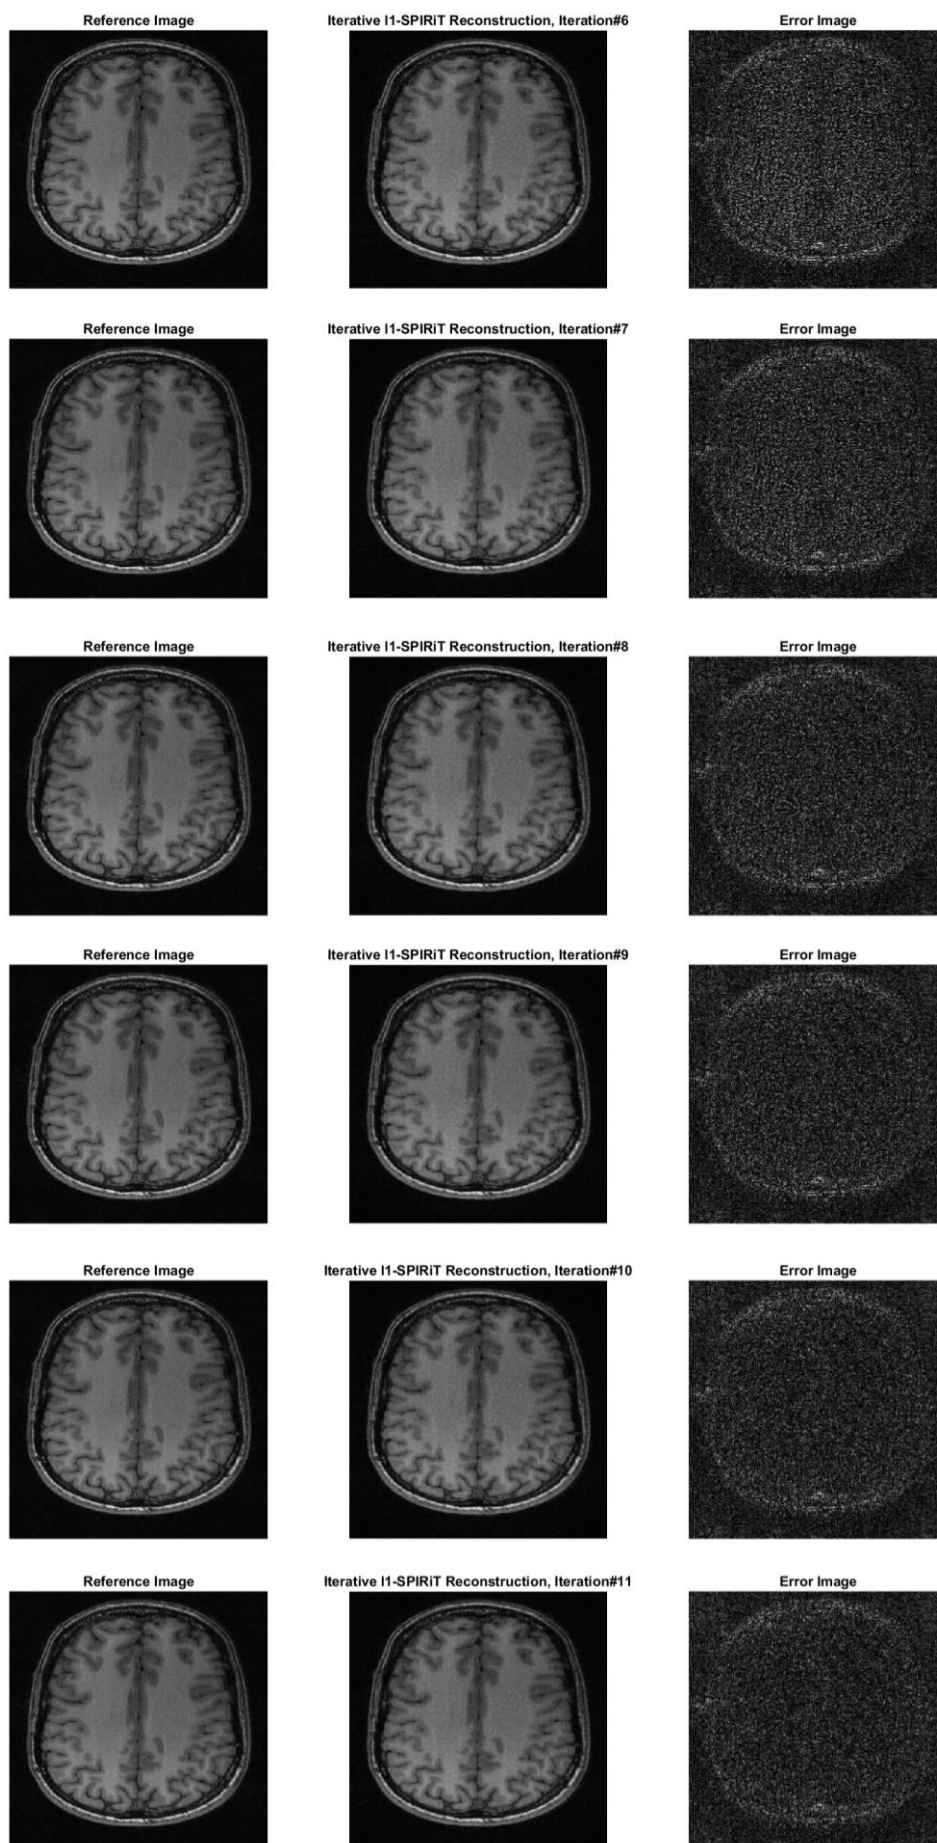 Reference Image
Iterative l1-SPIRiT Reconstruction, Iteration#6
Error Image
Reference Image
Iterative l1-SPIRiT Reconstruction, Iteration#7
Error Image
Reference Image
Iterative l1-SPIRiT Reconstruction, Iteration#8
Error Image
Reference Image
Iterative l1-SPIRiT Reconstruction, Iteration#9
Error Image
Reference Image
Iterative l1-SPIRiT Reconstruction, Iteration#10
Error Image
Reference Image
Iterative l1-SPIRiT Reconstruction, Iteration#11
Error Image